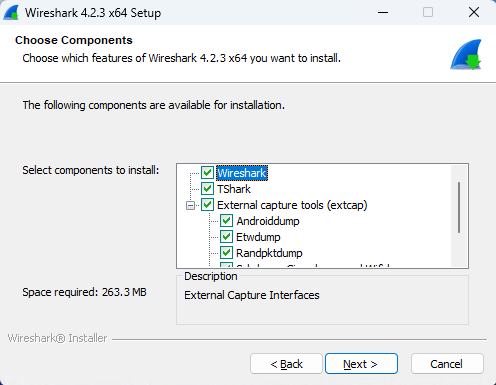 Wireshark 4.2.3 x64 Setup
Choose Components
Choose which features of Wireshark 4.2.3 x64 you want to install.
The following components are available for installation.
Select components to install:
Wireshark
TShark
External capture tools (extcap)
Androiddump
Etwdump
Randpktdump
Space required: 263.3 MB
Description
External Capture Interfaces
Wireshark® Installer
< Back
Next >
Cancel